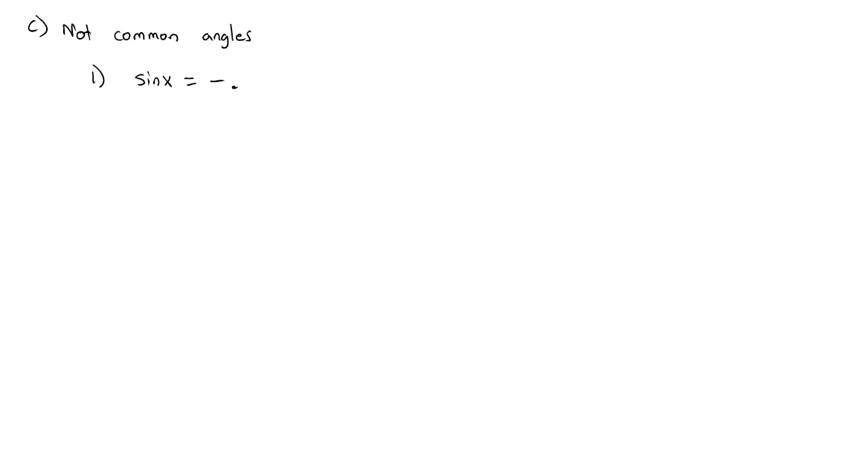 c) Not common angles
1) sinx = - .